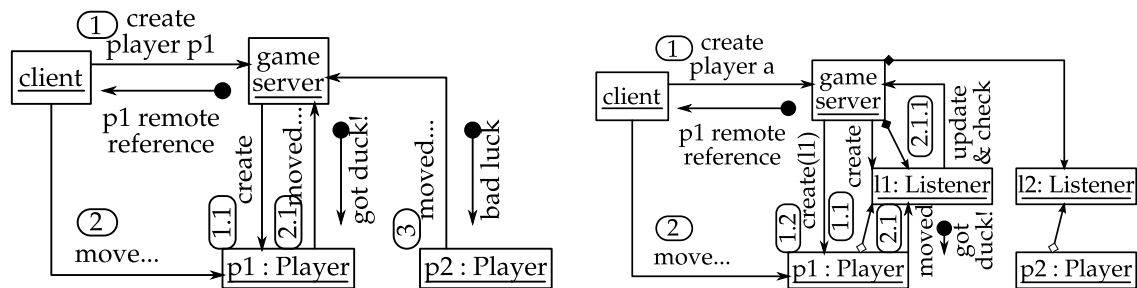 1 create
player p1
client
game
server
p1 remote
reference
1.1
create
2.1
moved...
got duck!
3
moved...
bad luck
2
move...
p1 : Player
p2 : Player
1 create
player a
client
game
server
p1 remote
reference
1.2
create(l1)
1.1
create
2.1.1
update
& check
l1: Listener
l2: Listener
2.1
moved
got
duck!
2
move...
p1 : Player
p2 : Player